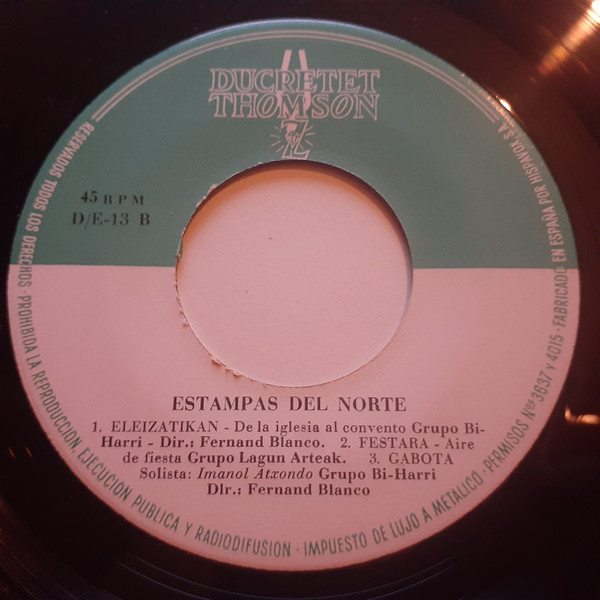 DUCRETET
THOMSON
45 RPM
D/E-13 B
ESTAMPAS DEL NORTE
1. ELEIZATIKAN - De la iglesia al convento Grupo Bi-
Harri - Dir.: Fernand Blanco. 2. FESTARA - Aire
de fiesta Grupo Lagun Arteak. 3. GABOTA
Solista: Imanol Atxondo Grupo Bi-Harri
DIr.: Fernand Blanco
RESERVADOS TODOS LOS DERECHOS · PROHIBIDA LA REPRODUCCION, EJECUCION PUBLICA Y RADIODIFUSION · IMPUESTO DE LUJO A METALICO - PERMISOS Nos 3637 y 4015 · FABRICADO EN ESPAÑA POR HISPAVOX, S.A.